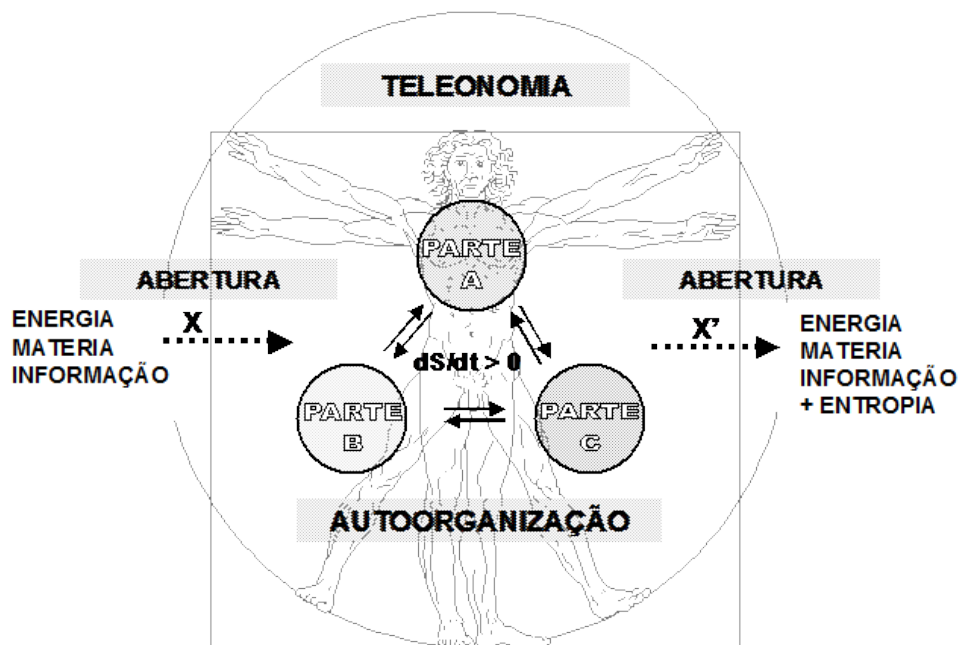 TELEONOMIA
PARTE
A
ABERTURA
ABERTURA
ENERGIA
MATERIA
INFORMAÇÃO
X
X'
ENERGIA
MATERIA
INFORMAÇÃO
+ ENTROPIA
dS/dt > 0
PARTE
B
PARTE
C
AUTOORGANIZAÇÃO